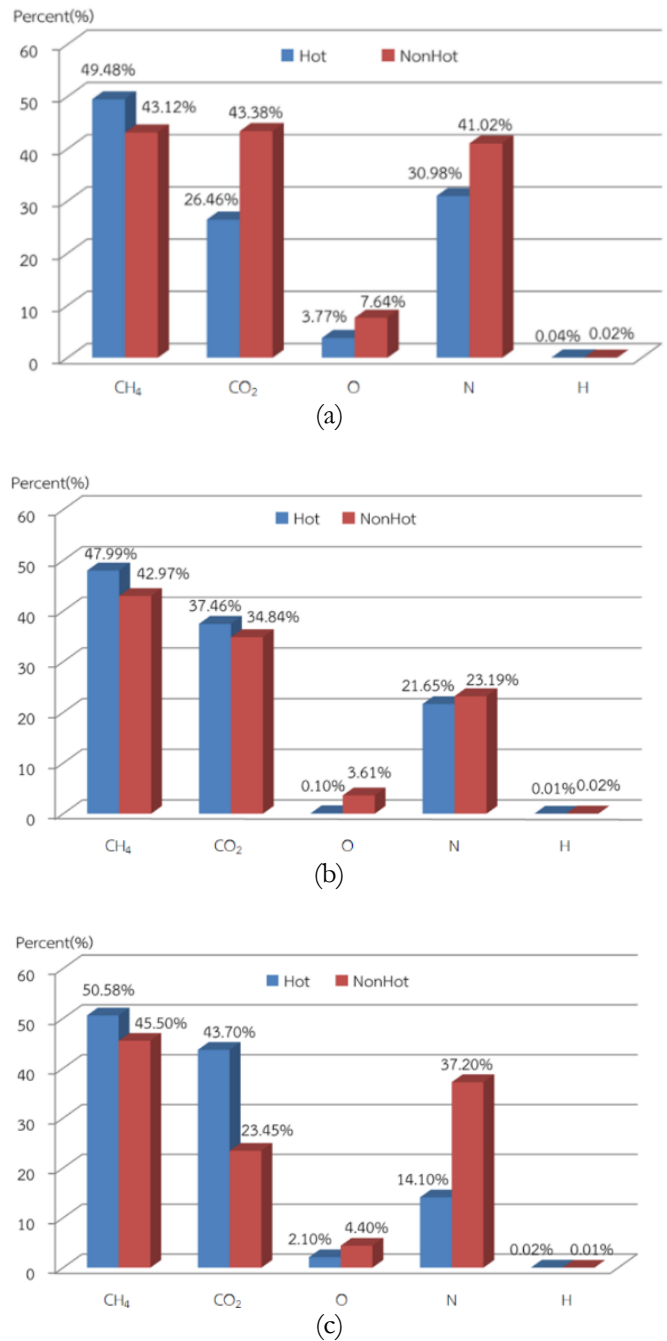 Percent(%)
Hot NonHot
60
50
40
30
20
10
0
49.48% 43.12% 26.46% 43.38% 3.77% 7.64% 30.98% 41.02% 0.04% 0.02%
CH₄ CO₂ O N H
(a)
Percent(%)
Hot NonHot
60
50
40
30
20
10
0
47.99% 42.97% 37.46% 34.84% 0.10% 3.61% 21.65% 23.19% 0.01% 0.02%
CH₄ CO₂ O N H
(b)
Percent(%)
Hot NonHot
60
50
40
30
20
10
0
50.58% 45.50% 43.70% 23.45% 2.10% 4.40% 14.10% 37.20% 0.02% 0.01%
CH₄ CO₂ O N H
(c)